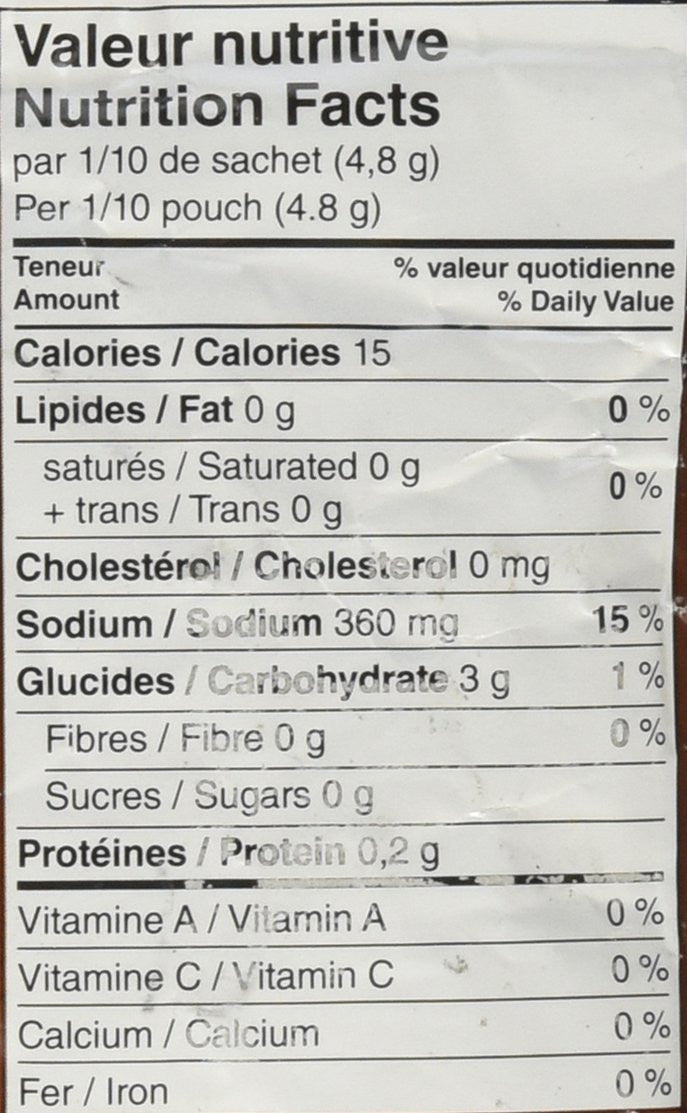 Valeur nutritive
Nutrition Facts
par 1/10 de sachet (4,8 g)
Per 1/10 pouch (4.8 g)
Teneur % valeur quotidienne
Amount % Daily Value
Calories / Calories 15
Lipides / Fat 0 g 0 %
saturés / Saturated 0 g
+ trans / Trans 0 g 0 %
Cholestérol / Cholesterol 0 mg
Sodium / Sodium 360 mg 15 %
Glucides / Carbohydrate 3 g 1 %
Fibres / Fibre 0 g 0 %
Sucres / Sugars 0 g
Protéines / Protein 0,2 g
Vitamine A / Vitamin A 0 %
Vitamine C / Vitamin C 0 %
Calcium / Calcium 0 %
Fer / Iron 0 %